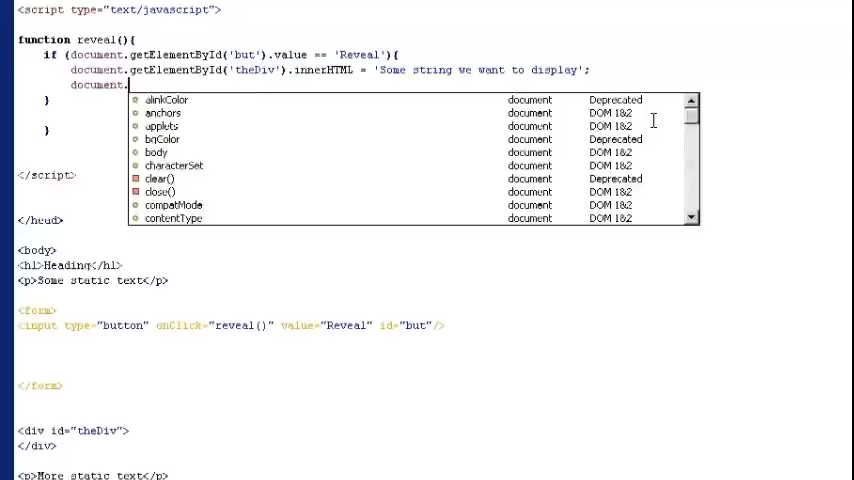 <script type="text/javascript">
function reveal(){
if (document.getElementById('but').value == 'Reveal'){
document.getElementById('theDiv').innerHTML = 'Some string we want to display';
document.
alinkColor document Deprecated
} anchors document DOM 1&2
applets document DOM 1&2
} bgColor document Deprecated
body document DOM 1&2
characterSet document DOM 1&2
</script> clear() document Deprecated
close() document DOM 1&2
compatMode document DOM 1&2
</head> contentType document DOM 1&2
<body>
<h1>Heading</h1>
<p>Some static text</p>
<form>
<input type="button" onClick="reveal()" value="Reveal" id="but"/>
</form>
<div id="theDiv">
</div>
<p>More static text</p>